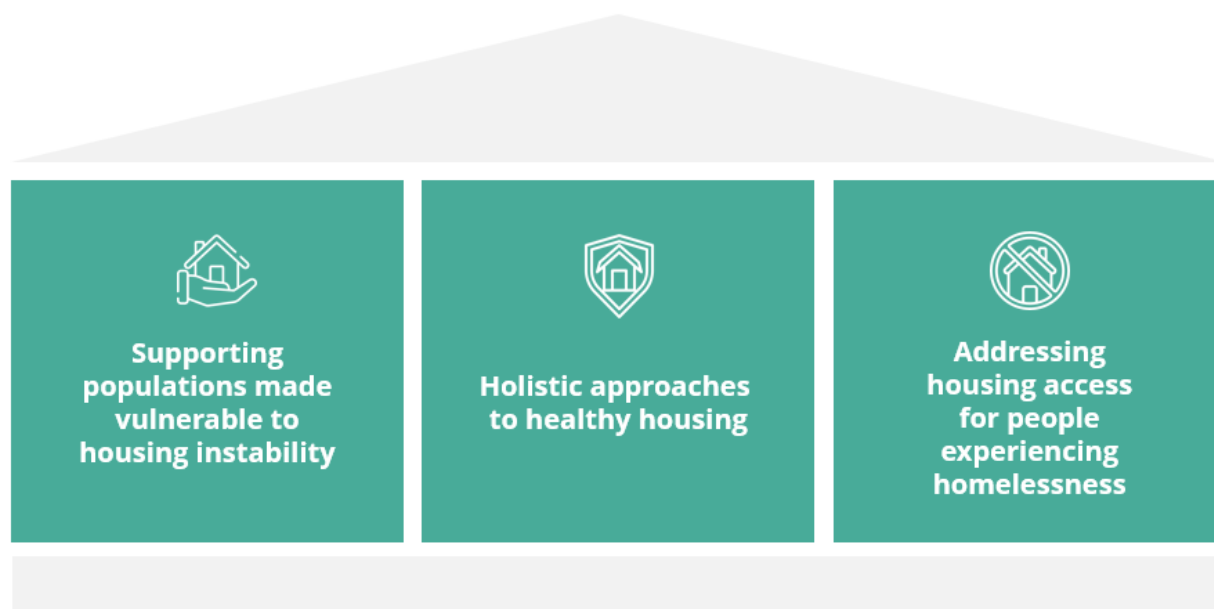 Supporting
populations made
vulnerable to
housing instability
Holistic approaches
to healthy housing
Addressing
housing access
for people
experiencing
homelessness